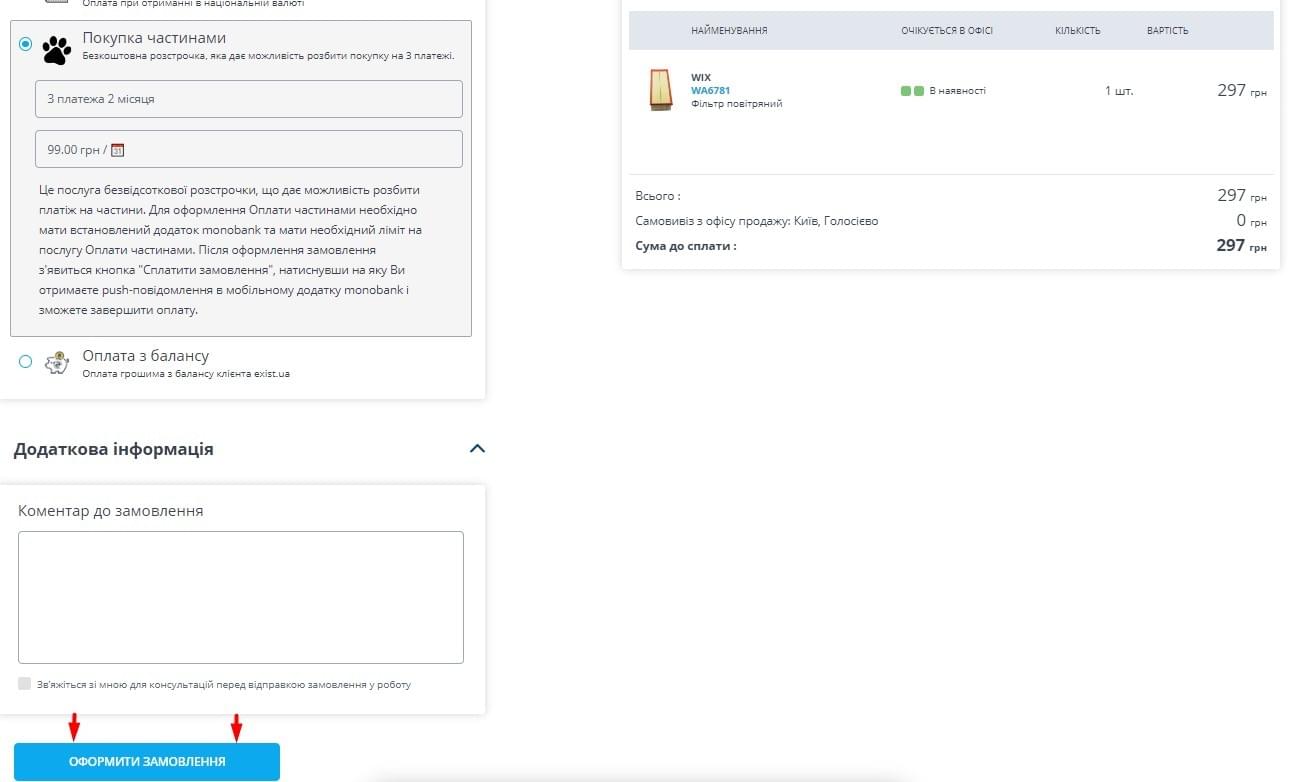 Оплата при отриманні в національній валюті
Покупка частинами
Безкоштовна розстрочка, яка дає можливість розбити покупку на 3 платежі.
3 платежа 2 місяця
99.00 грн / 31
Це послуга безвідсоткової розстрочки, що дає можливість розбити
платіж на частини. Для оформлення Оплати частинами необхідно
мати встановлений додаток monobank та мати необхідний ліміт на
послугу Оплати частинами. Після оформлення замовлення
з'явиться кнопка "Сплатити замовлення", натиснувши на яку Ви
отримаєте push-повідомлення в мобільному додатку monobank і
зможете завершити оплату.
Оплата з балансу
Оплата грошима з балансу клієнта exist.ua
Додаткова інформація
Коментар до замовлення
Зв'яжіться зі мною для консультацій перед відправкою замовлення у роботу
ОФОРМИТИ ЗАМОВЛЕННЯ
НАЙМЕНУВАННЯ ОЧІКУЄТЬСЯ В ОФІСІ КІЛЬКІСТЬ ВАРТІСТЬ
WIX
WA6781
Фільтр повітряний
В наявності 1 шт. 297 грн
Всього : 297 грн
Самовивіз з офісу продажу: Київ, Голосієво 0 грн
Сума до сплати : 297 грн